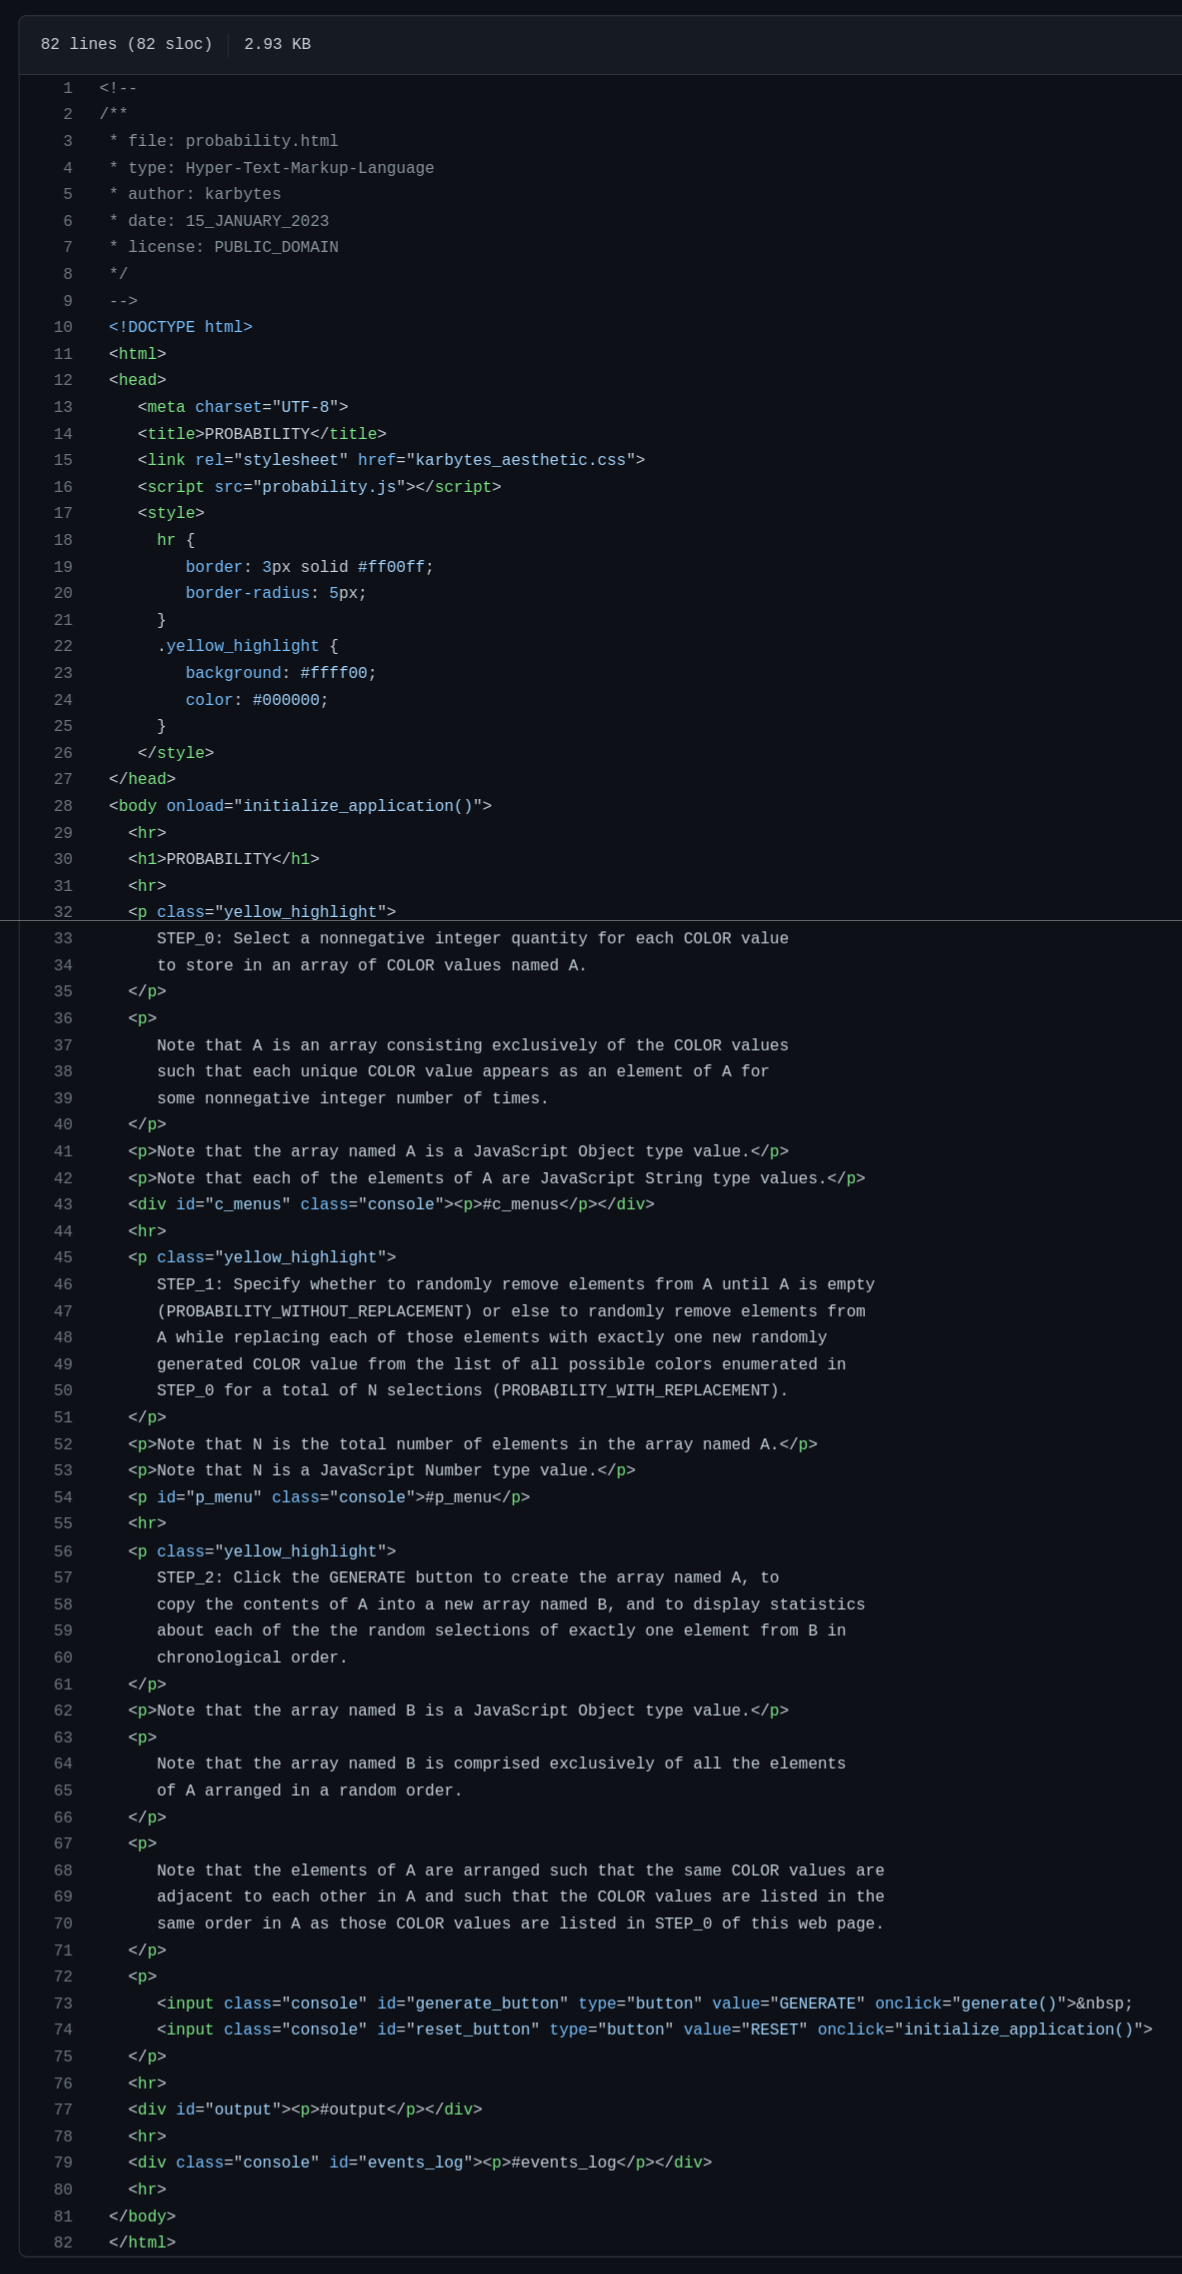 82 lines (82 sloc) 2.93 KB
1 <!--
2 /**
3  * file: probability.html
4  * type: Hyper-Text-Markup-Language
5  * author: karbytes
6  * date: 15_JANUARY_2023
7  * license: PUBLIC_DOMAIN
8  */
9  -->
10  <!DOCTYPE html>
11  <html>
12  <head>
13     <meta charset="UTF-8">
14     <title>PROBABILITY</title>
15     <link rel="stylesheet" href="karbytes_aesthetic.css">
16     <script src="probability.js"></script>
17     <style>
18       hr {
19          border: 3px solid #ff00ff;
20          border-radius: 5px;
21       }
22       .yellow_highlight {
23          background: #ffff00;
24          color: #000000;
25       }
26     </style>
27  </head>
28  <body onload="initialize_application()">
29    <hr>
30    <h1>PROBABILITY</h1>
31    <hr>
32    <p class="yellow_highlight">
33       STEP_0: Select a nonnegative integer quantity for each COLOR value
34       to store in an array of COLOR values named A.
35    </p>
36    <p>
37       Note that A is an array consisting exclusively of the COLOR values
38       such that each unique COLOR value appears as an element of A for
39       some nonnegative integer number of times.
40    </p>
41    <p>Note that the array named A is a JavaScript Object type value.</p>
42    <p>Note that each of the elements of A are JavaScript String type values.</p>
43    <div id="c_menus" class="console"><p>#c_menus</p></div>
44    <hr>
45    <p class="yellow_highlight">
46       STEP_1: Specify whether to randomly remove elements from A until A is empty
47       (PROBABILITY_WITHOUT_REPLACEMENT) or else to randomly remove elements from
48       A while replacing each of those elements with exactly one new randomly
49       generated COLOR value from the list of all possible colors enumerated in
50       STEP_0 for a total of N selections (PROBABILITY_WITH_REPLACEMENT).
51    </p>
52    <p>Note that N is the total number of elements in the array named A.</p>
53    <p>Note that N is a JavaScript Number type value.</p>
54    <p id="p_menu" class="console">#p_menu</p>
55    <hr>
56    <p class="yellow_highlight">
57       STEP_2: Click the GENERATE button to create the array named A, to
58       copy the contents of A into a new array named B, and to display statistics
59       about each of the the random selections of exactly one element from B in
60       chronological order.
61    </p>
62    <p>Note that the array named B is a JavaScript Object type value.</p>
63    <p>
64       Note that the array named B is comprised exclusively of all the elements
65       of A arranged in a random order.
66    </p>
67    <p>
68       Note that the elements of A are arranged such that the same COLOR values are
69       adjacent to each other in A and such that the COLOR values are listed in the
70       same order in A as those COLOR values are listed in STEP_0 of this web page.
71    </p>
72    <p>
73       <input class="console" id="generate_button" type="button" value="GENERATE" onclick="generate()">&nbsp;
74       <input class="console" id="reset_button" type="button" value="RESET" onclick="initialize_application()">
75    </p>
76    <hr>
77    <div id="output"><p>#output</p></div>
78    <hr>
79    <div class="console" id="events_log"><p>#events_log</p></div>
80    <hr>
81  </body>
82  </html>